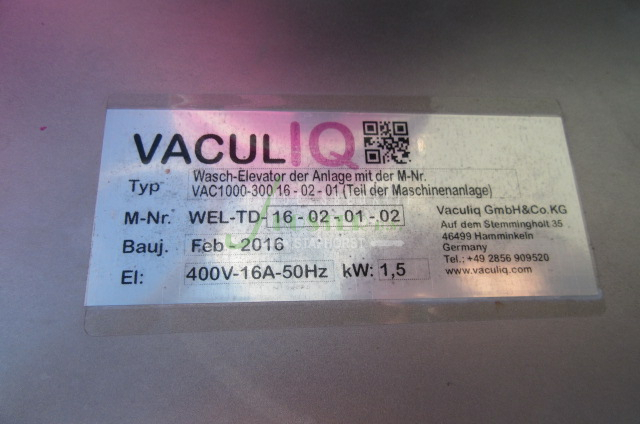 VACULIQ
Typ Wasch-Elevator der Anlage mit der M-Nr.
VAC1000-300 16 - 02 - 01 (Teil der Maschinenanlage)
M-Nr. WEL-TD- 16 - 02 - 01 - 02
Bauj. Feb - 2016
El: 400V-16A-50Hz kW: 1,5
Vaculiq GmbH&Co.KG
Auf dem Stemmingholt 35
46499 Hamminkeln
Germany
Tel.: +49 2856 909520
www.vaculiq.com